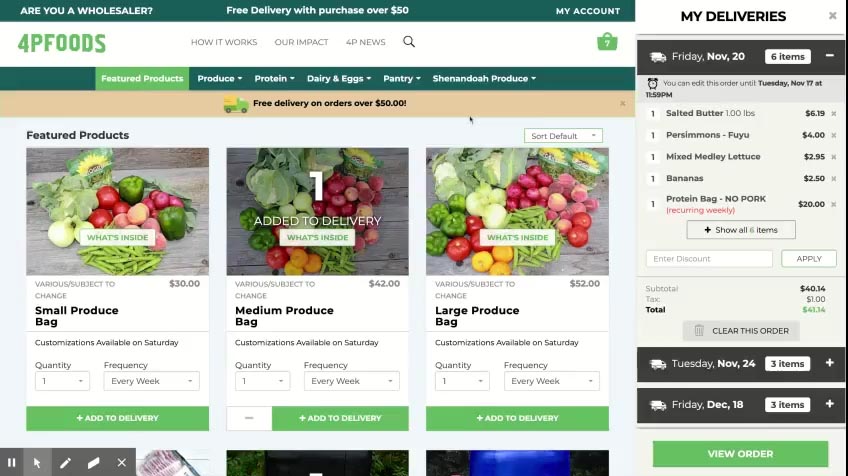 ARE YOU A WHOLESALER?
Free Delivery with purchase over $50
MY ACCOUNT
4PFOODS
HOW IT WORKS
OUR IMPACT
4P NEWS
7
Featured Products
Produce
Protein
Dairy & Eggs
Pantry
Shenandoah Produce
Free delivery on orders over $50.00!
×
Featured Products
Sort Default
WHAT'S INSIDE
VARIOUS/SUBJECT TO
CHANGE
$30.00
Small Produce
Bag
Customizations Available on Saturday
Quantity
Frequency
1
Every Week
+ ADD TO DELIVERY
1
ADDED TO DELIVERY
WHAT'S INSIDE
VARIOUS/SUBJECT TO
CHANGE
$42.00
Medium Produce
Bag
Customizations Available on Saturday
Quantity
Frequency
1
Every Week
— + ADD TO DELIVERY
WHAT'S INSIDE
VARIOUS/SUBJECT TO
CHANGE
$52.00
Large Produce
Bag
Customizations Available on Saturday
Quantity
Frequency
1
Every Week
+ ADD TO DELIVERY
MY DELIVERIES ×
Friday, Nov, 20 6 items −
You can edit this order until Tuesday, Nov 17 at
11:59PM
1 Salted Butter 1.00 lbs $6.19 ×
1 Persimmons - Fuyu $4.00 ×
1 Mixed Medley Lettuce $2.95 ×
1 Bananas $2.50 ×
1 Protein Bag - NO PORK $20.00 ×
(recurring weekly)
+ Show all 6 items
Enter Discount
APPLY
Subtotal $40.14
Tax: $1.00
Total $41.14
CLEAR THIS ORDER
Tuesday, Nov, 24 3 items +
Friday, Dec, 18 3 items +
VIEW ORDER